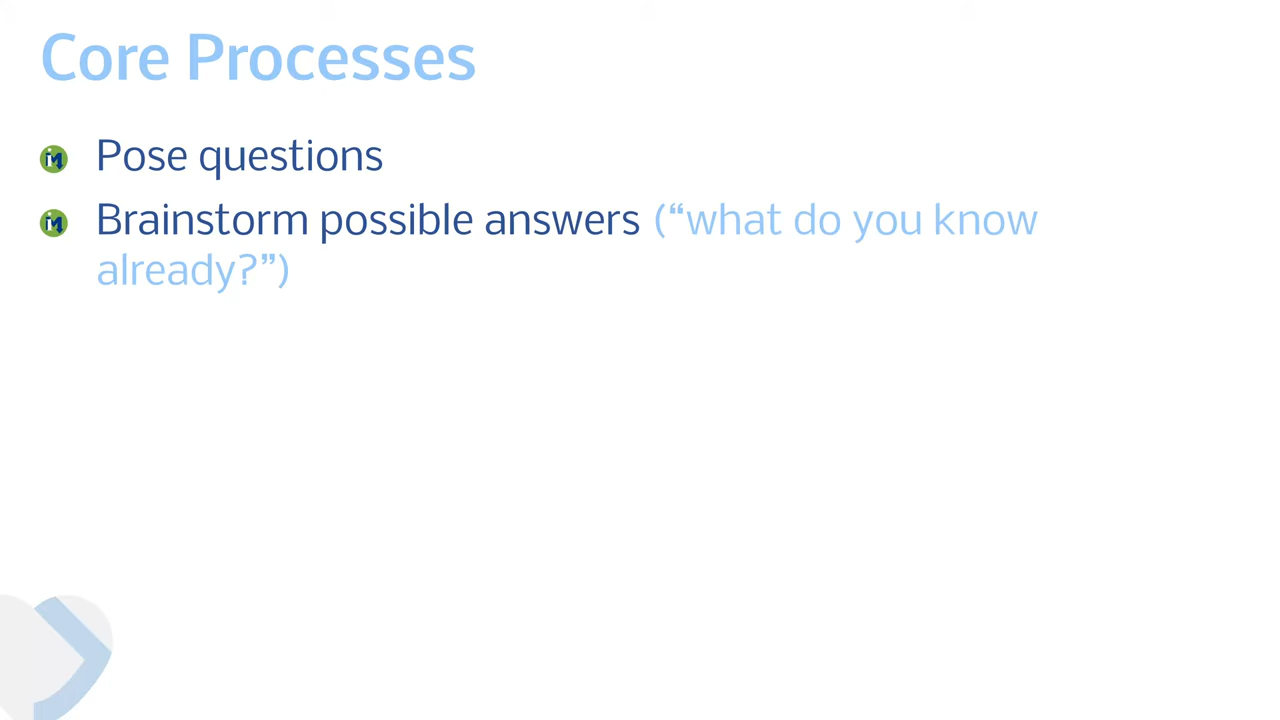 Core Processes
Pose questions
Brainstorm possible answers (“what do you know
already?”)